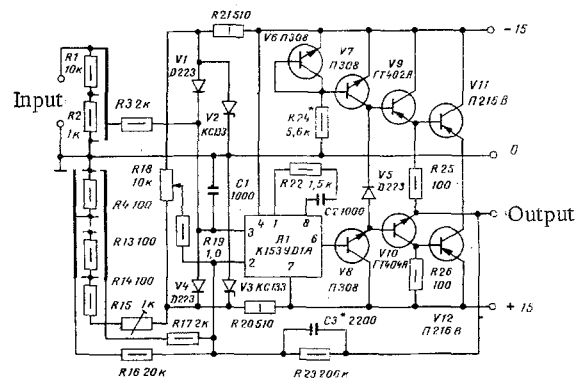 R21 510
-15
V6 П308
V7
П308
V9
ГТ402А
V11
П216В
R1
10к
V1
Д223
Input
R2
1к
R3 2к
V2
КС133
R24*
5,6к
0
R18
10к
C1
1000
R22 1,5к
C2 1000
V5
Д223
R25
100
R4 100
4 1 8
A1
К153УД1А
3
2
6
7
Output
R13 100
R19
1,0
V10
ГТ404А
R26
100
R14 100
V4
Д223
V3 КС133
V8
П308
R15 1к
R20 510
+15
R17 2к
C3* 2200
V12
П216В
R16 20к
R23 206к